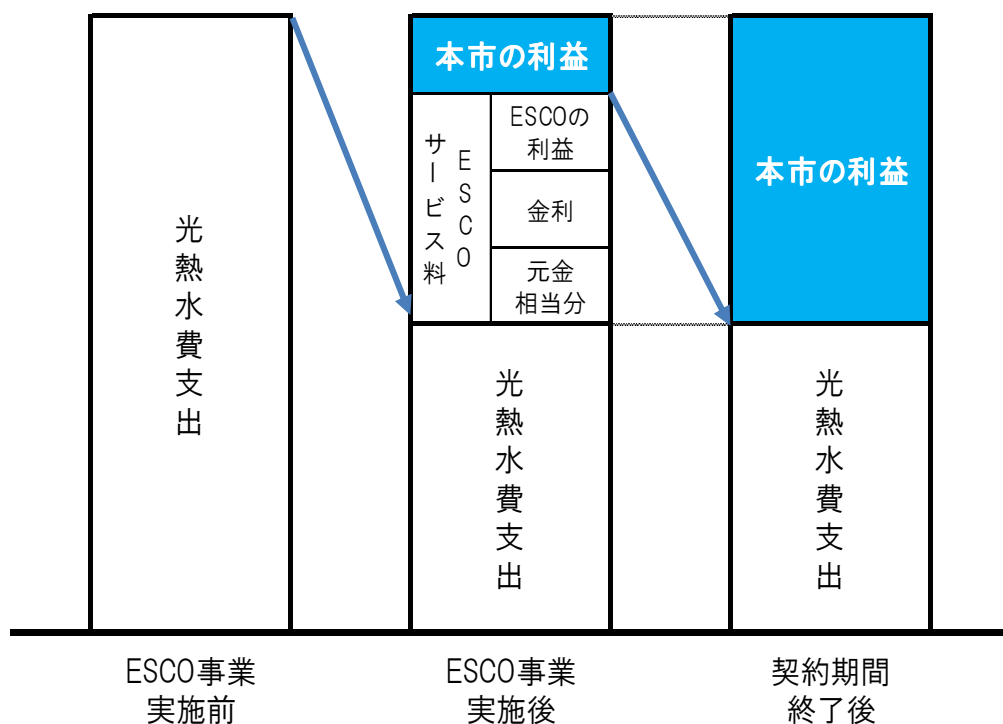 光熱水費支出
本市の利益
ESCO
サービス料
ESCOの
利益
金利
元金
相当分
光熱水費支出
本市の利益
光熱水費支出
ESCO事業
実施前
ESCO事業
実施後
契約期間
終了後